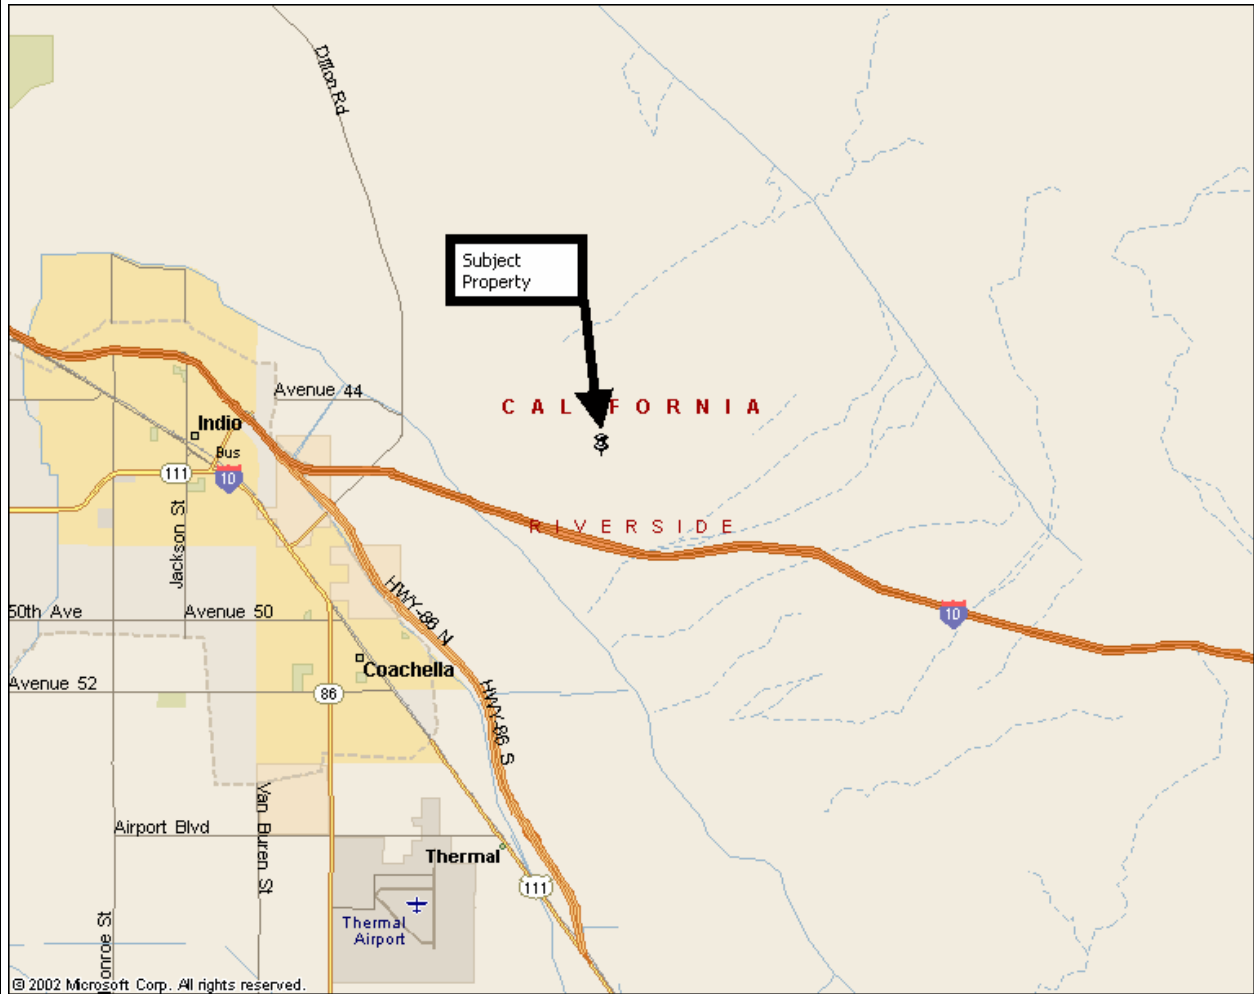 Dillon Rd
Subject
Property
Avenue 44
CALIFORNIA
Indio
Bus
111
10
RIVERSIDE
Jackson St
HWY-86 N
10
50th Ave
Avenue 50
Coachella
Avenue 52
86
HWY-86 S
Van Buren St
Airport Blvd
Thermal
111
Thermal
Airport
onroe St
© 2002 Microsoft Corp. All rights reserved.